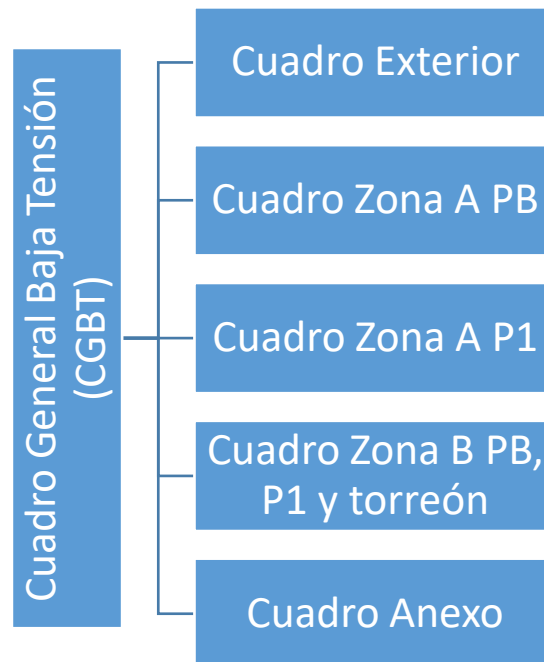 Cuadro General Baja Tensión
(CGBT)
Cuadro Exterior
Cuadro Zona A PB
Cuadro Zona A P1
Cuadro Zona B PB,
P1 y torreón
Cuadro Anexo